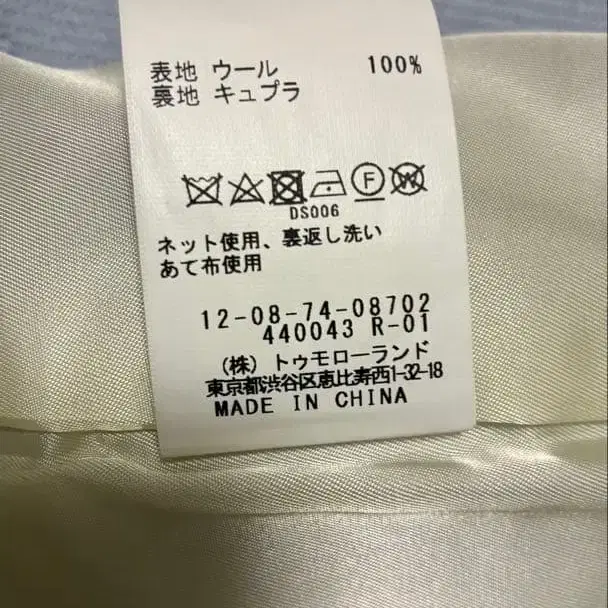 表地 ウール 100%
裏地 キュプラ
F W
DS006
ネット使用、裏返し洗い
あて布使用
12-08-74-08702
440043 R-01
(株) トゥモローランド
東京都渋谷区恵比寿西1-32-18
MADE IN CHINA